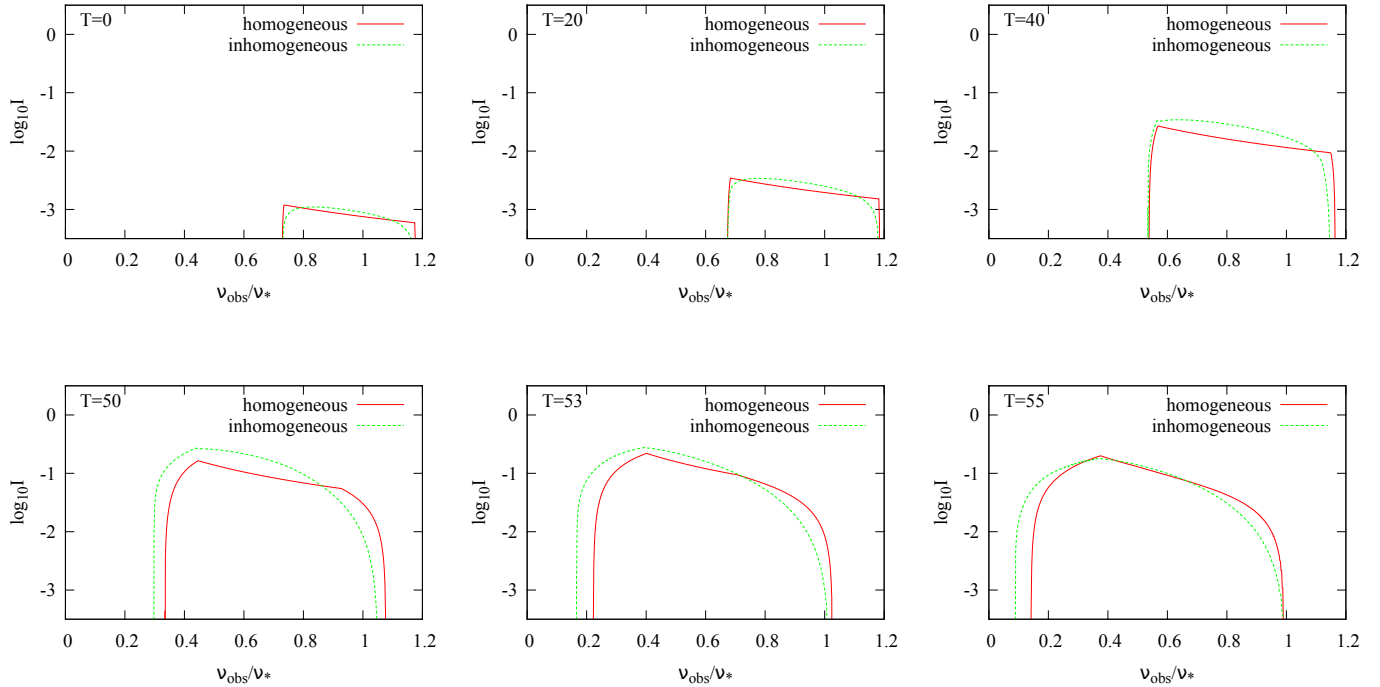 T=0
homogeneous
inhomogeneous
0
-1
-2
-3
log10I
0 0.2 0.4 0.6 0.8 1 1.2
νobs/ν*
T=20
homogeneous
inhomogeneous
0
-1
-2
-3
log10I
0 0.2 0.4 0.6 0.8 1 1.2
νobs/ν*
T=40
homogeneous
inhomogeneous
0
-1
-2
-3
log10I
0 0.2 0.4 0.6 0.8 1 1.2
νobs/ν*
T=50
homogeneous
inhomogeneous
0
-1
-2
-3
log10I
0 0.2 0.4 0.6 0.8 1 1.2
νobs/ν*
T=53
homogeneous
inhomogeneous
0
-1
-2
-3
log10I
0 0.2 0.4 0.6 0.8 1 1.2
νobs/ν*
T=55
homogeneous
inhomogeneous
0
-1
-2
-3
log10I
0 0.2 0.4 0.6 0.8 1 1.2
νobs/ν*